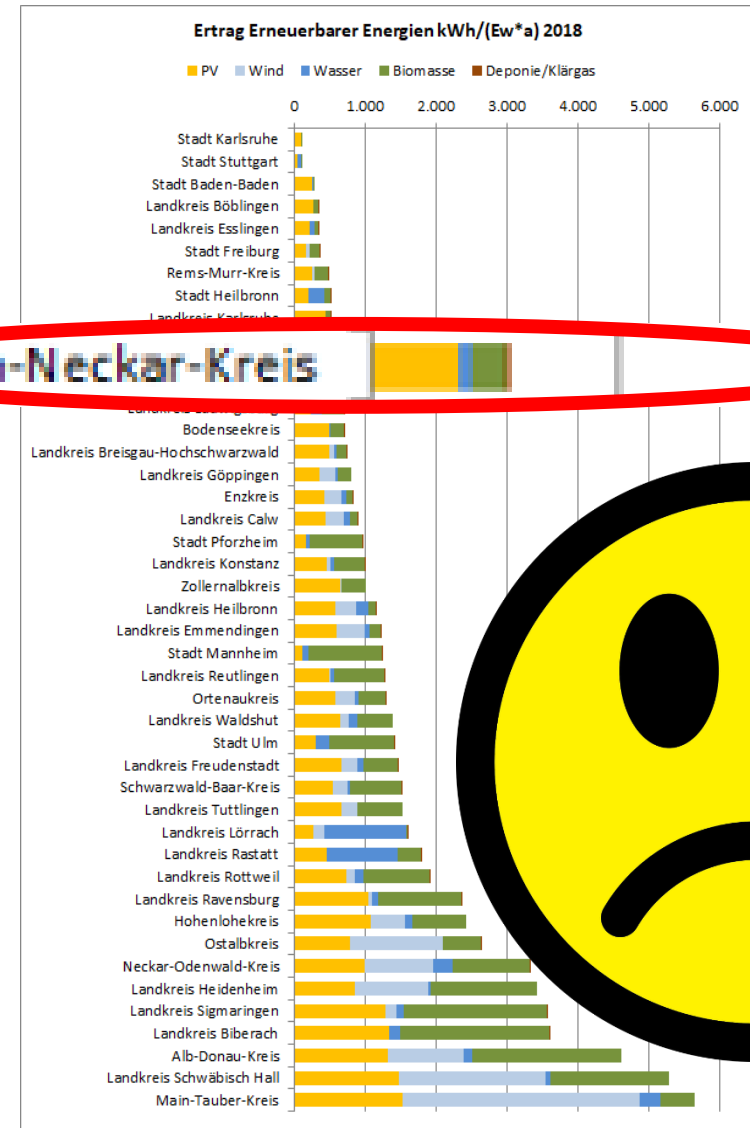 Ertrag Erneuerbarer Energien kWh/(Ew*a) 2018
PV Wind Wasser Biomasse Deponie/Klärgas
0 1.000 2.000 3.000 4.000 5.000 6.000
Stadt Karlsruhe
Stadt Stuttgart
Stadt Baden-Baden
Landkreis Böblingen
Landkreis Esslingen
Stadt Freiburg
Rems-Murr-Kreis
Stadt Heilbronn
Landkreis Karlsruhe
-Neckar-Kreis
Bodenseekreis
Landkreis Breisgau-Hochschwarzwald
Landkreis Göppingen
Enzkreis
Landkreis Calw
Stadt Pforzheim
Landkreis Konstanz
Zollernalbkreis
Landkreis Heilbronn
Landkreis Emmendingen
Stadt Mannheim
Landkreis Reutlingen
Ortenaukreis
Landkreis Waldshut
Stadt Ulm
Landkreis Freudenstadt
Schwarzwald-Baar-Kreis
Landkreis Tuttlingen
Landkreis Lörrach
Landkreis Rastatt
Landkreis Rottweil
Landkreis Ravensburg
Hohenlohekreis
Ostalbkreis
Neckar-Odenwald-Kreis
Landkreis Heidenheim
Landkreis Sigmaringen
Landkreis Biberach
Alb-Donau-Kreis
Landkreis Schwäbisch Hall
Main-Tauber-Kreis